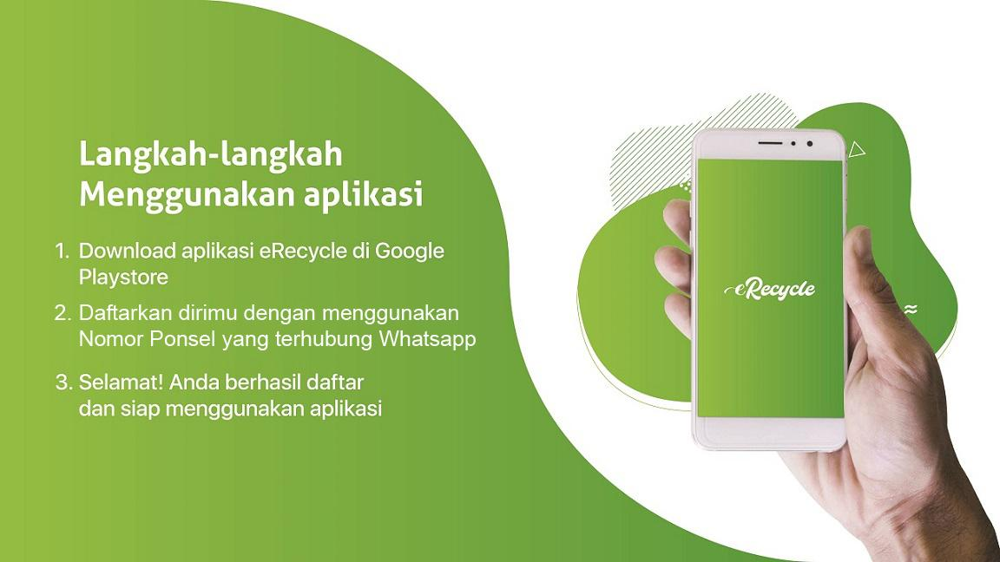 Langkah-langkah
Menggunakan aplikasi
1. Download aplikasi eRecycle di Google
Playstore
2. Daftarkan dirimu dengan menggunakan
Nomor Ponsel yang terhubung Whatsapp
3. Selamat! Anda berhasil daftar
dan siap menggunakan aplikasi
eRecycle